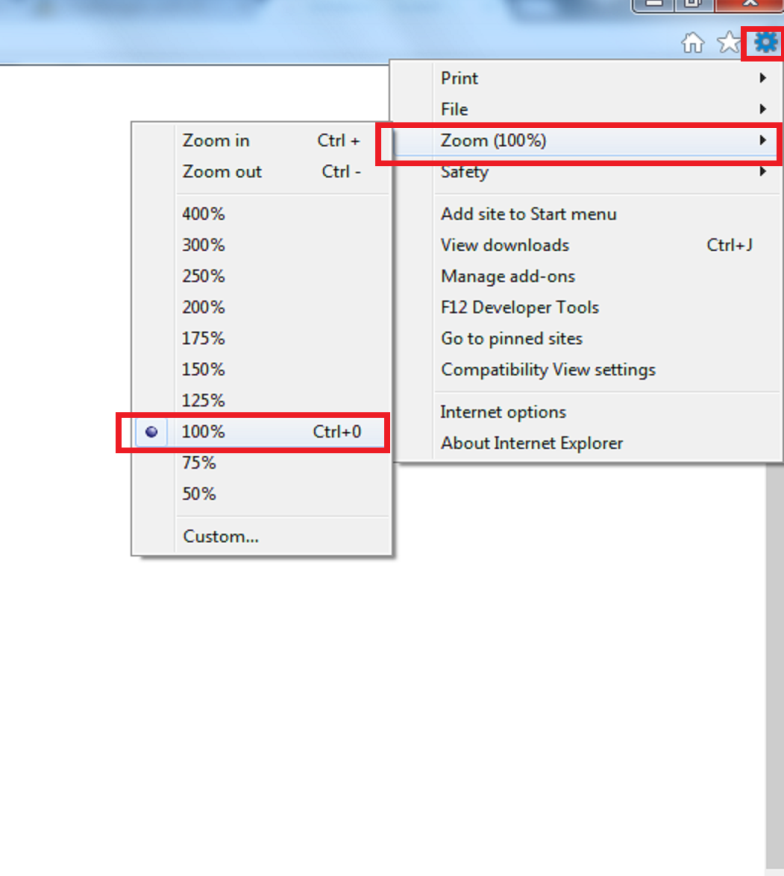 Print
File
Zoom (100%)
Safety
Add site to Start menu
View downloads Ctrl+J
Manage add-ons
F12 Developer Tools
Go to pinned sites
Compatibility View settings
Internet options
About Internet Explorer
Zoom in Ctrl +
Zoom out Ctrl -
400%
300%
250%
200%
175%
150%
125%
100% Ctrl+0
75%
50%
Custom...